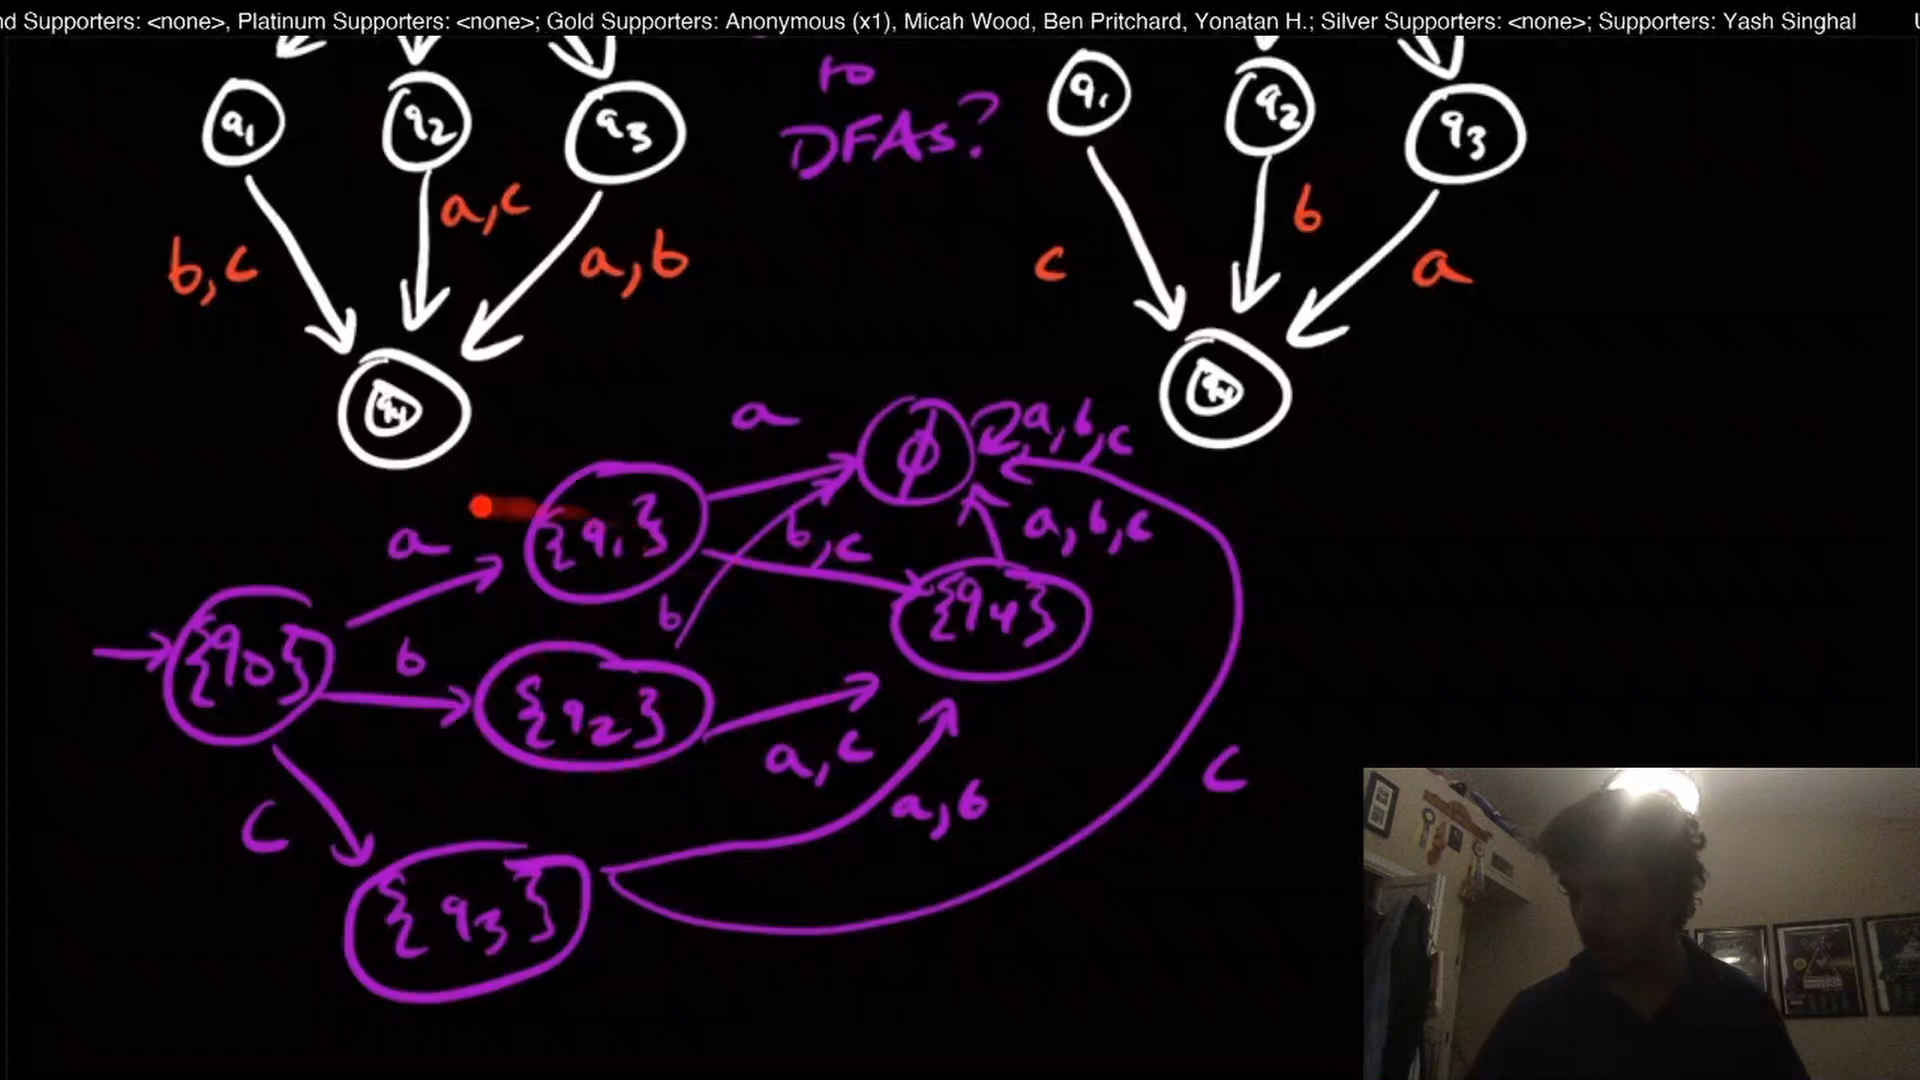 nd Supporters: <none>, Platinum Supporters: <none>; Gold Supporters: Anonymous (x1), Micah Wood, Ben Pritchard, Yonatan H.; Silver Supporters: <none>; Supporters: Yash Singhal
to
DFAs?
q1
q2
q3
b,c
a,c
a,b
q4
q1
q2
q3
c
b
a
q4
a
∅
a,b,c
a
{q1}
b,c
a,b,c
{q0}
b
b
{q2}
{q4}
a,c
c
c
{q3}
a,b